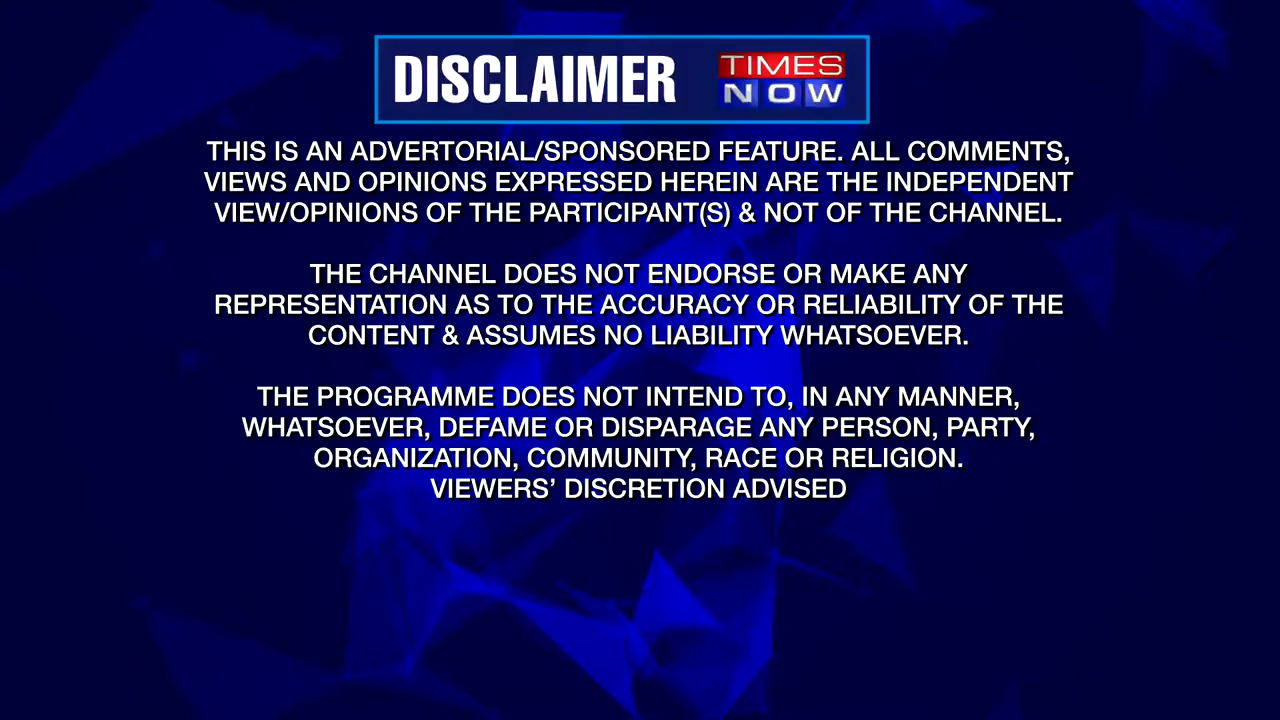 DISCLAIMER
TIMES
NOW
THIS IS AN ADVERTORIAL/SPONSORED FEATURE. ALL COMMENTS,
VIEWS AND OPINIONS EXPRESSED HEREIN ARE THE INDEPENDENT
VIEW/OPINIONS OF THE PARTICIPANT(S) & NOT OF THE CHANNEL.
THE CHANNEL DOES NOT ENDORSE OR MAKE ANY
REPRESENTATION AS TO THE ACCURACY OR RELIABILITY OF THE
CONTENT & ASSUMES NO LIABILITY WHATSOEVER.
THE PROGRAMME DOES NOT INTEND TO, IN ANY MANNER,
WHATSOEVER, DEFAME OR DISPARAGE ANY PERSON, PARTY,
ORGANIZATION, COMMUNITY, RACE OR RELIGION.
VIEWERS’ DISCRETION ADVISED